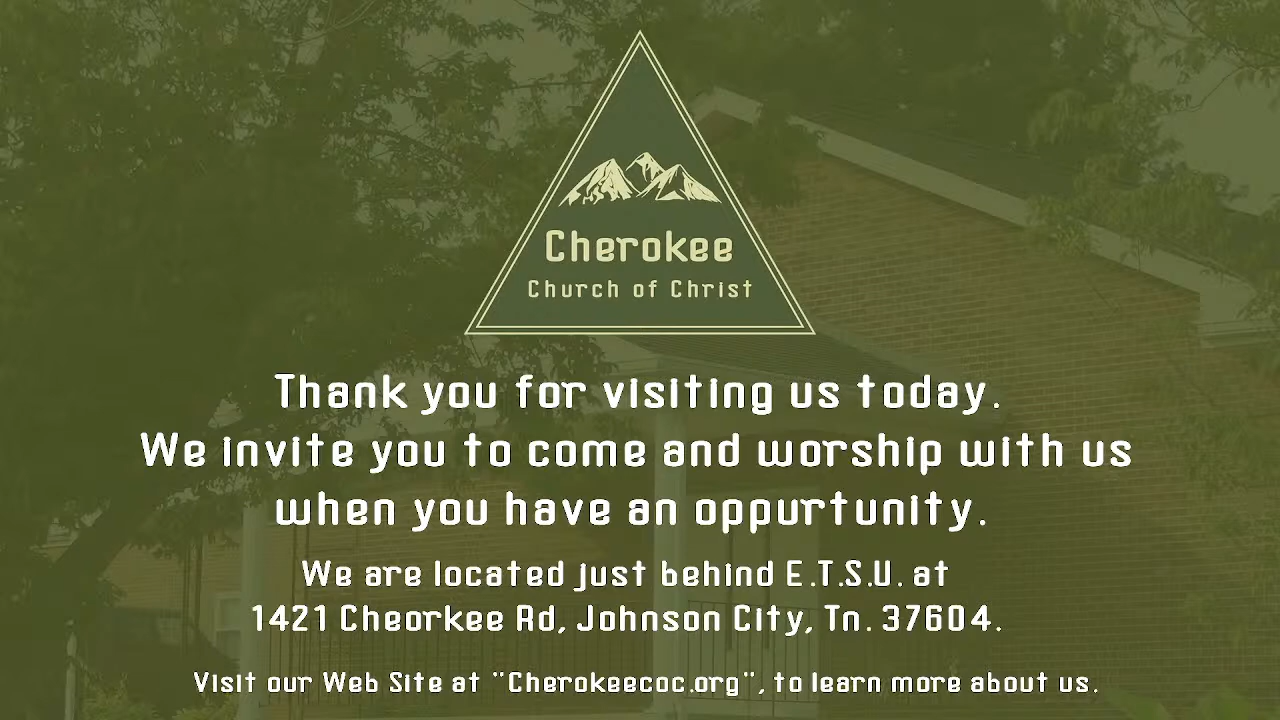 Cherokee
Church of Christ
Thank you for visiting us today.
We invite you to come and worship with us
when you have an oppurtunity.
We are located just behind E.T.S.U. at
1421 Cheorkee Rd, Johnson City, Tn. 37604.
Visit our Web Site at "Cherokeecoc.org", to learn more about us.